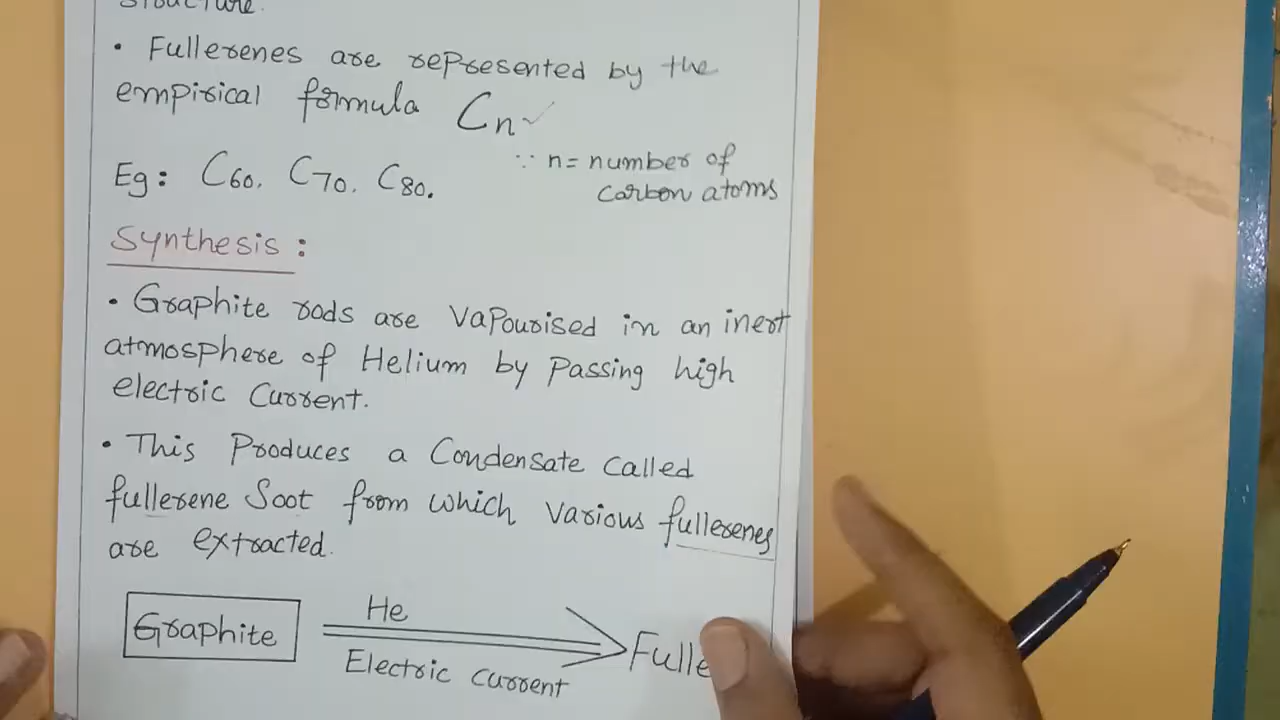 Structure.
• Fullerenes are represented by the
empirical formula Cn
∵ n = number of
carbon atoms
Eg: C60. C70. C80.
Synthesis:
• Graphite rods are Vapourised in an inert
atmosphere of Helium by Passing high
electric Current.
• This Produces a Condensate Called
fullerene Soot from which various fullerenes
are extracted.
Graphite
He
Electric Current
Fulle